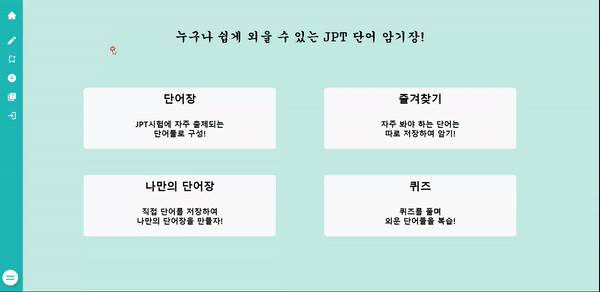 누구나 쉽게 외울 수 있는 JPT 단어 암기장!
단어장
JPT시험에 자주 출제되는
단어들로 구성!
즐겨찾기
자주 봐야 하는 단어는
따로 저장하여 암기!
나만의 단어장
직접 단어를 저장하여
나만의 단어장을 만들자!
퀴즈
퀴즈를 풀며
외운 단어들을 복습!